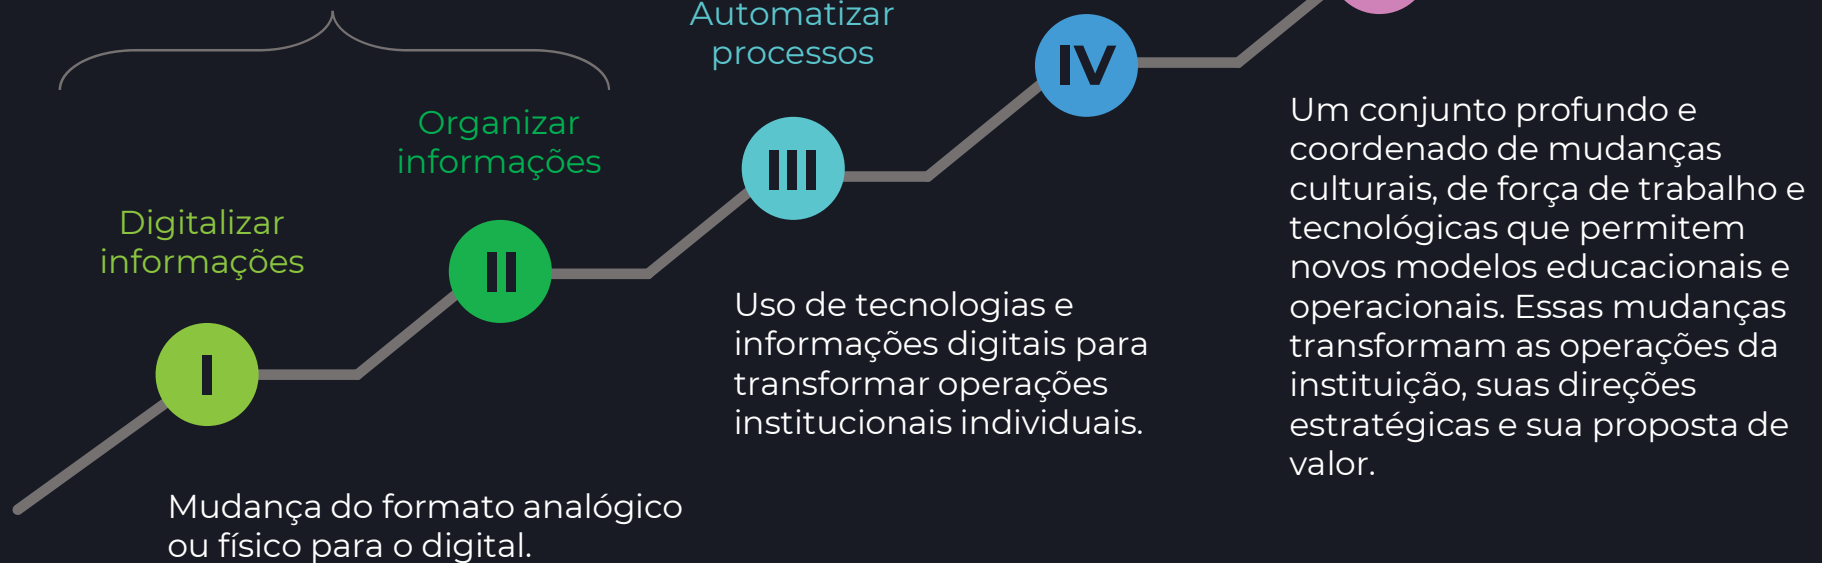 Automatizar
processos
IV
Organizar
informações
III
Digitalizar
informações
II
I
Mudança do formato analógico
ou físico para o digital.
Uso de tecnologias e
informações digitais para
transformar operações
institucionais individuais.
Um conjunto profundo e
coordenado de mudanças
culturais, de força de trabalho e
tecnológicas que permitem
novos modelos educacionais e
operacionais. Essas mudanças
transformam as operações da
instituição, suas direções
estratégicas e sua proposta de
valor.